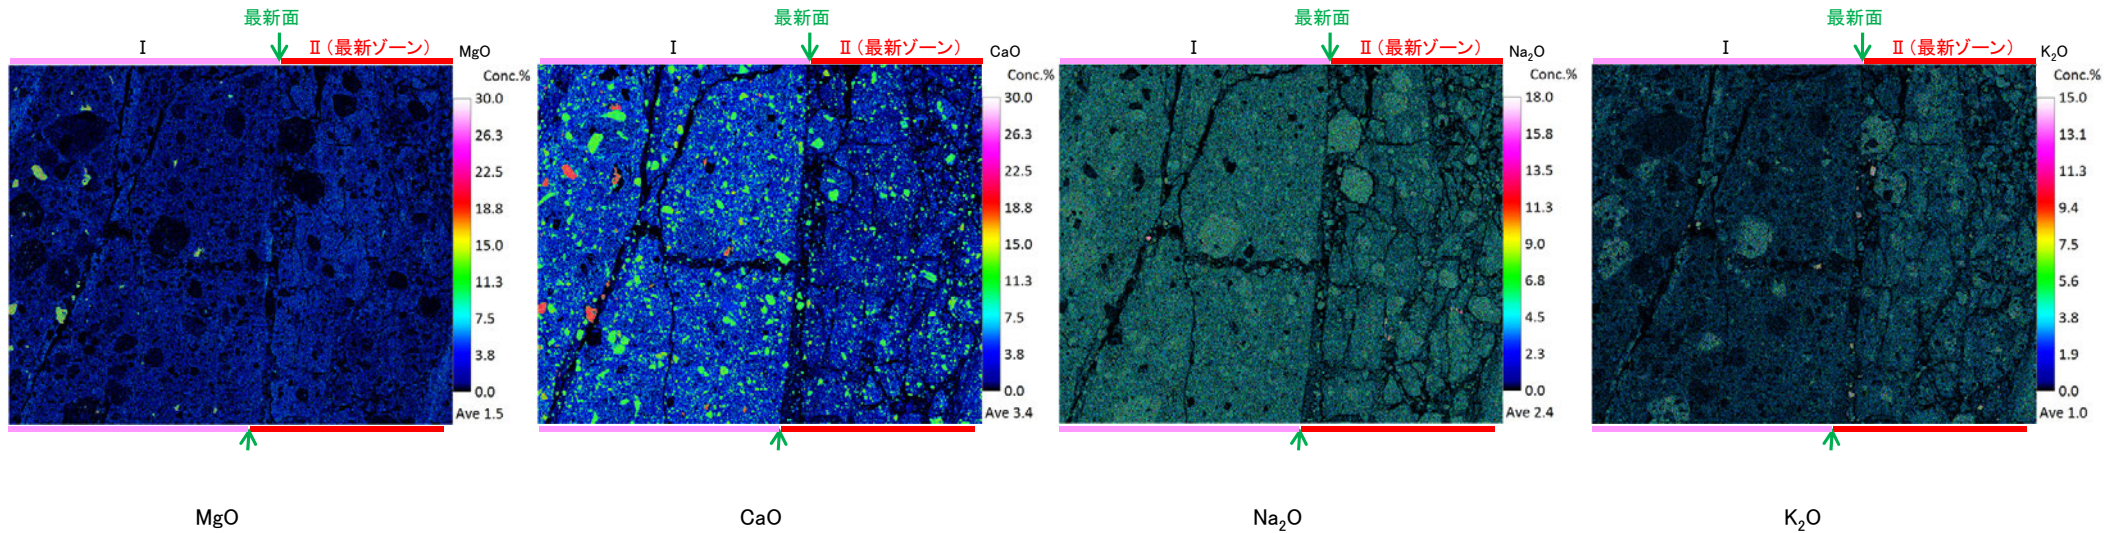 最新面
I
II（最新ゾーン）
MgO
Conc.%
30.0
26.3
22.5
18.8
15.0
11.3
7.5
3.8
0.0
Ave 1.5
MgO
最新面
I
II（最新ゾーン）
CaO
Conc.%
30.0
26.3
22.5
18.8
15.0
11.3
7.5
3.8
0.0
Ave 3.4
CaO
最新面
I
II（最新ゾーン）
Na₂O
Conc.%
18.0
15.8
13.5
11.3
9.0
6.8
4.5
2.3
0.0
Ave 2.4
Na₂O
最新面
I
II（最新ゾーン）
K₂O
Conc.%
15.0
13.1
11.3
9.4
7.5
5.6
3.8
1.9
0.0
Ave 1.0
K₂O